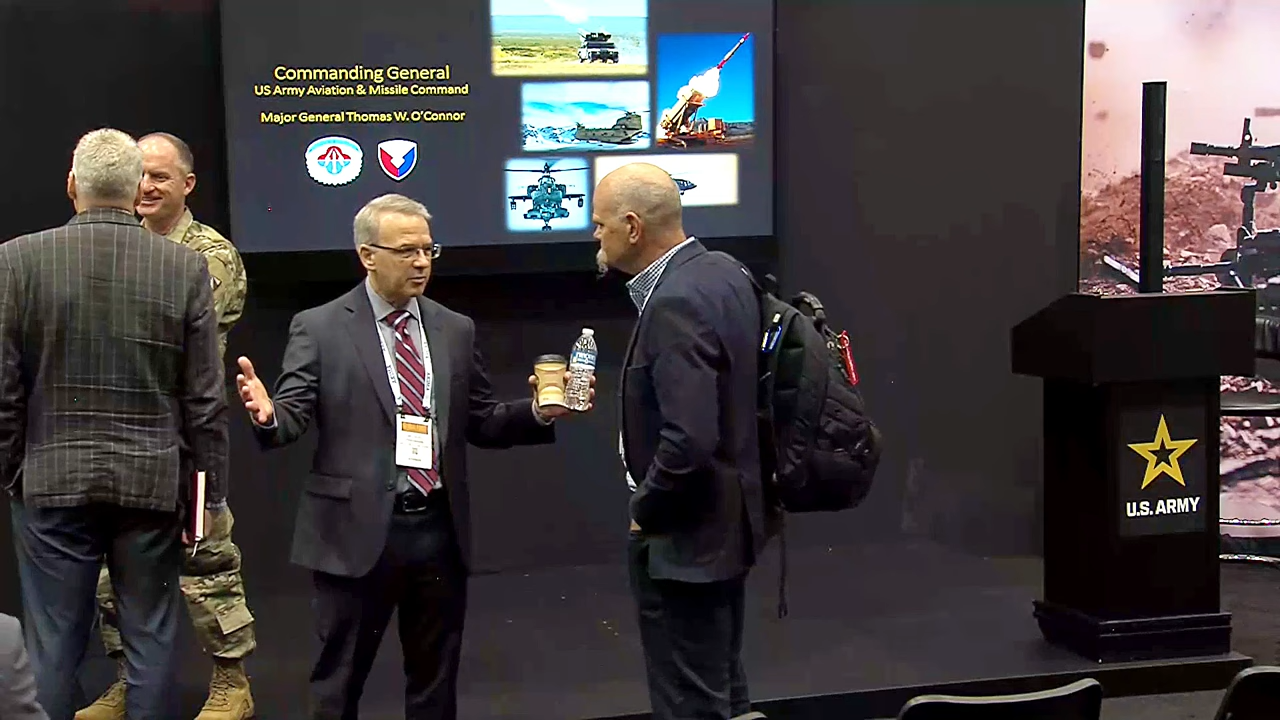 Commanding General
US Army Aviation & Missile Command
Major General Thomas W. O'Connor
U.S. ARMY